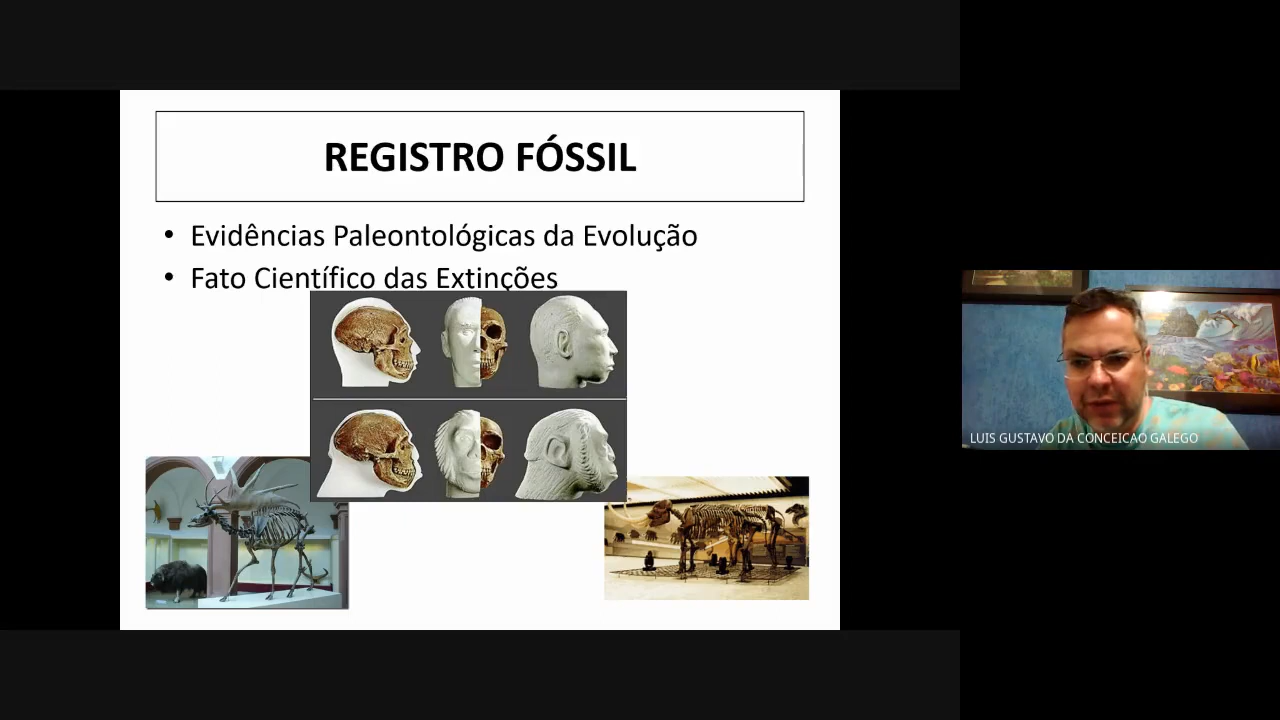 REGISTRO FÓSSIL
• Evidências Paleontológicas da Evolução
• Fato Científico das Extinções
LUIS GUSTAVO DA CONCEICAO GALEGO